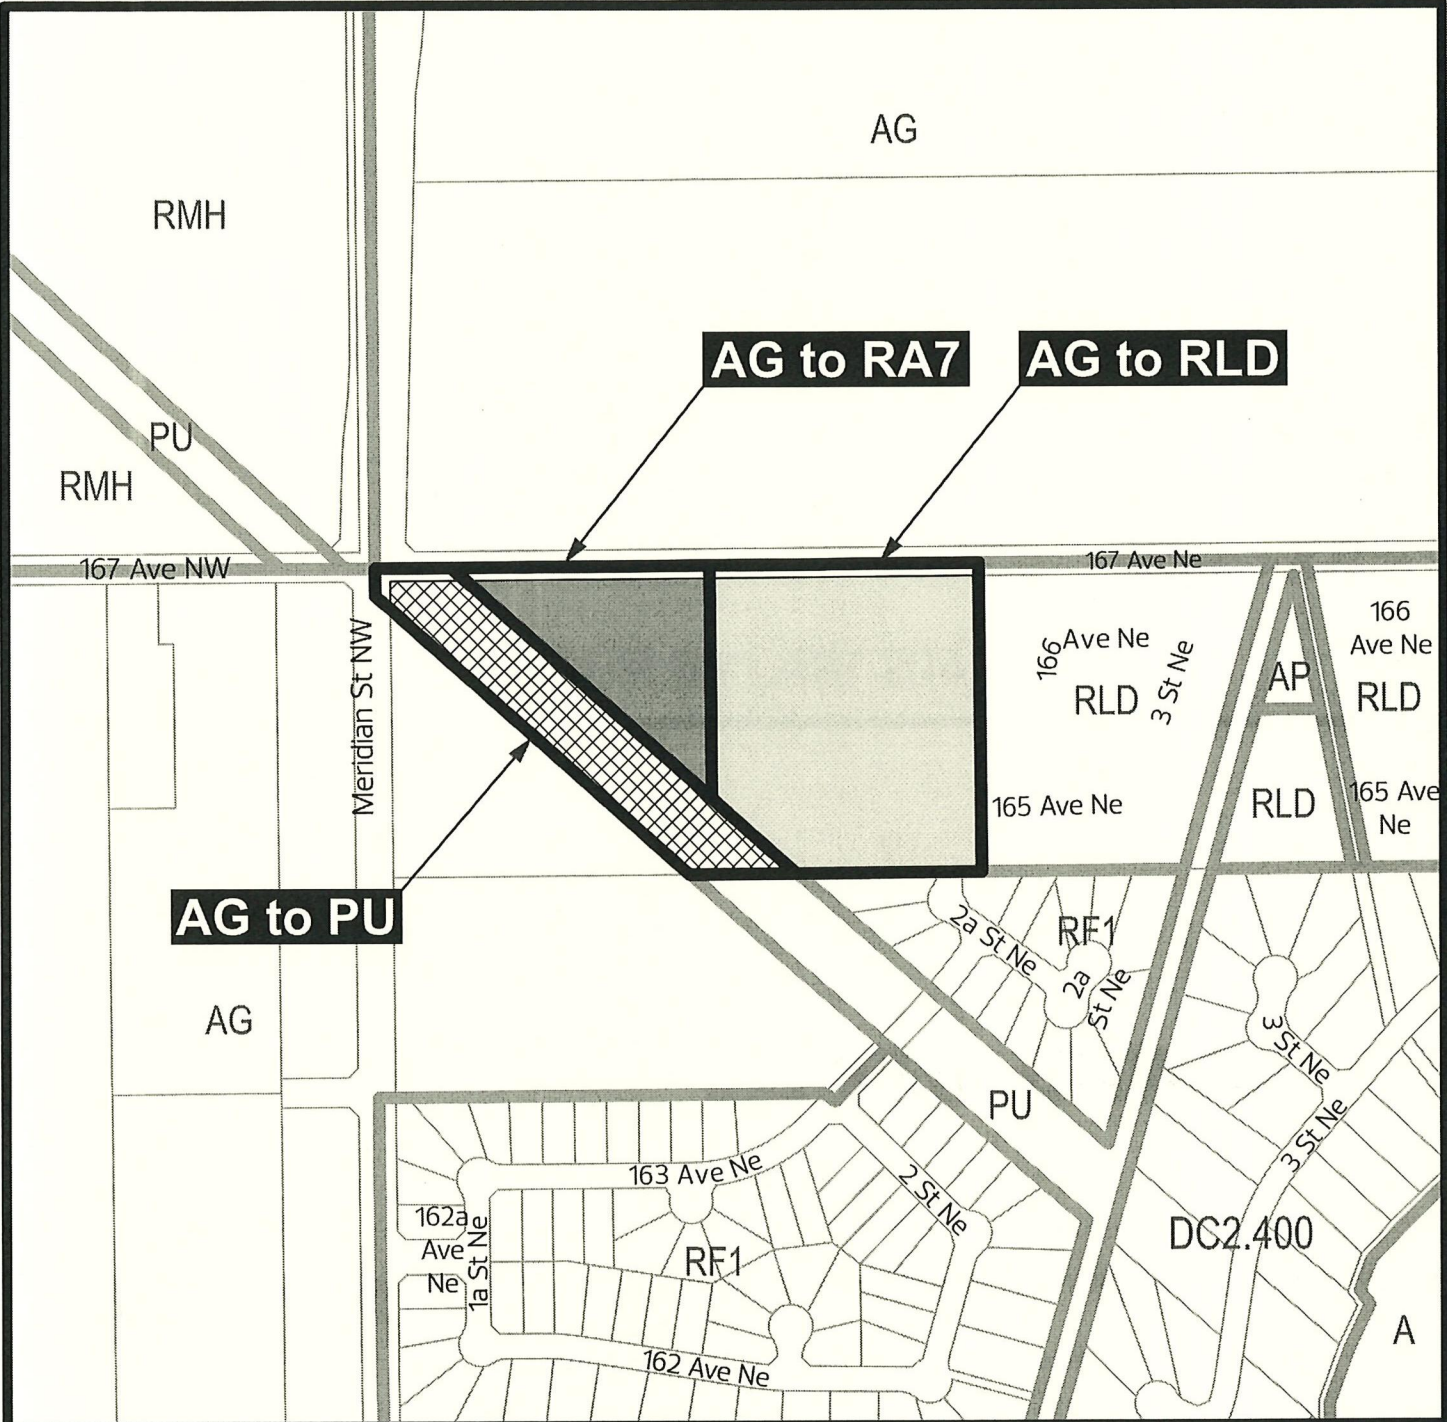 AG
RMH
AG to RA7
AG to RLD
PU
RMH
167 Ave NW
167 Ave Ne
Meridian St NW
166
Ave Ne
3 St Ne
RLD
AP
166
Ave Ne
RLD
165 Ave Ne
RLD
165 Ave
Ne
AG to PU
AG
2a St Ne
RF1
2a
St Ne
3 St Ne
PU
3 St Ne
163 Ave Ne
2 St Ne
162a
Ave
Ne
1a St Ne
RF1
DC2.400
162 Ave Ne
A